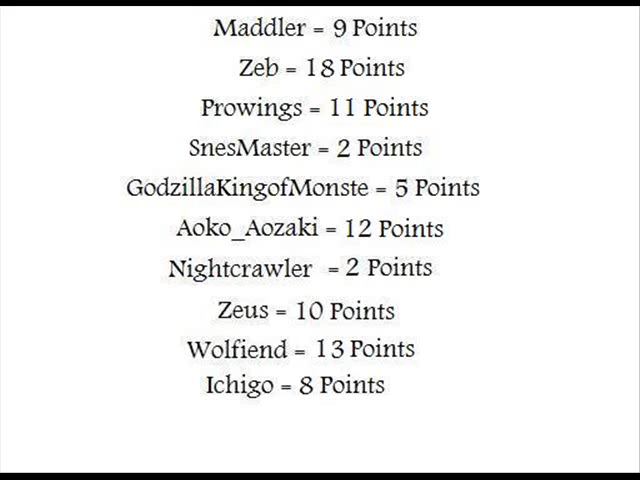 Maddler = 9 Points
Zeb = 18 Points
Prowings = 11 Points
SnesMaster = 2 Points
GodzillaKingofMonste = 5 Points
Aoko_Aozaki = 12 Points
Nightcrawler = 2 Points
Zeus = 10 Points
Wolfiend = 13 Points
Ichigo = 8 Points